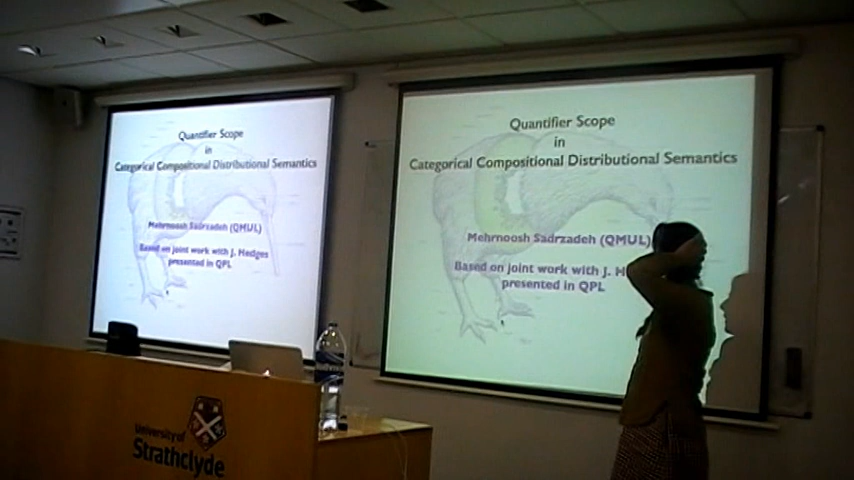 Quantifier Scope
in
Categorical Compositional Distributional Semantics
Mehrnoosh Sadrzadeh (QMUL)
Based on joint work with J. Hedges
presented in QPL
Quantifier Scope
in
Categorical Compositional Distributional Semantics
Mehrnoosh Sadrzadeh (QMUL)
Based on joint work with J. H
presented in QPL
University of
Strathclyde